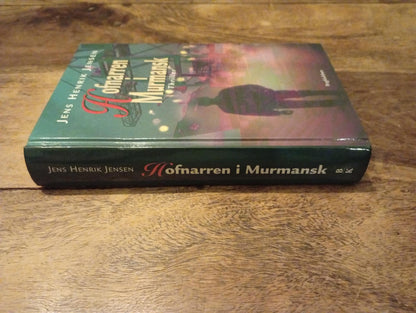 JENS HENRIK JENSEN
Hofnarren i
Murmansk
JENS HENRIK JENSEN Hofnarren i Murmansk